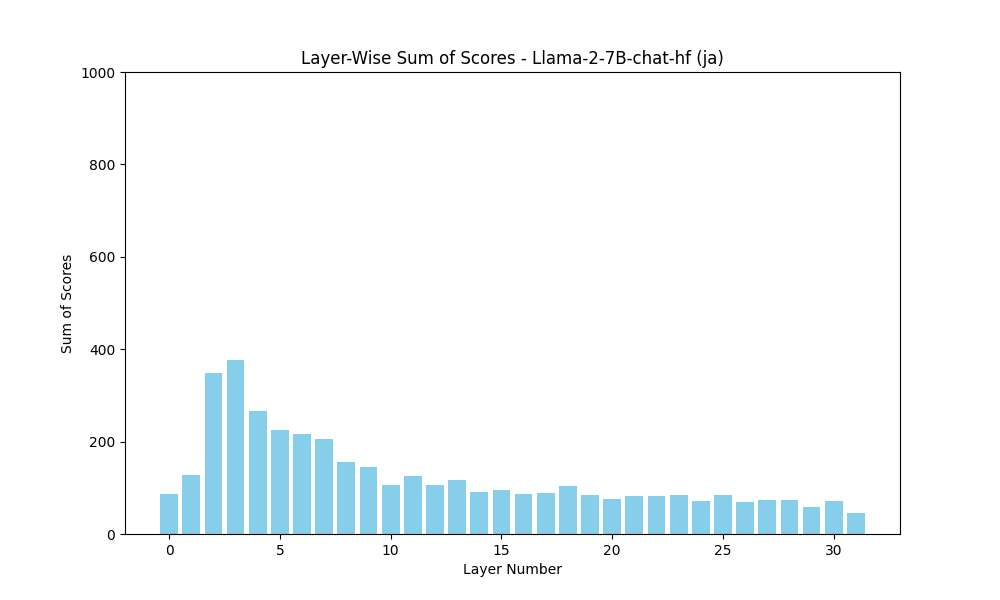 Layer-Wise Sum of Scores - Llama-2-7B-chat-hf (ja)
1000
800
600
400
200
0
Sum of Scores
0 5 10 15 20 25 30
Layer Number